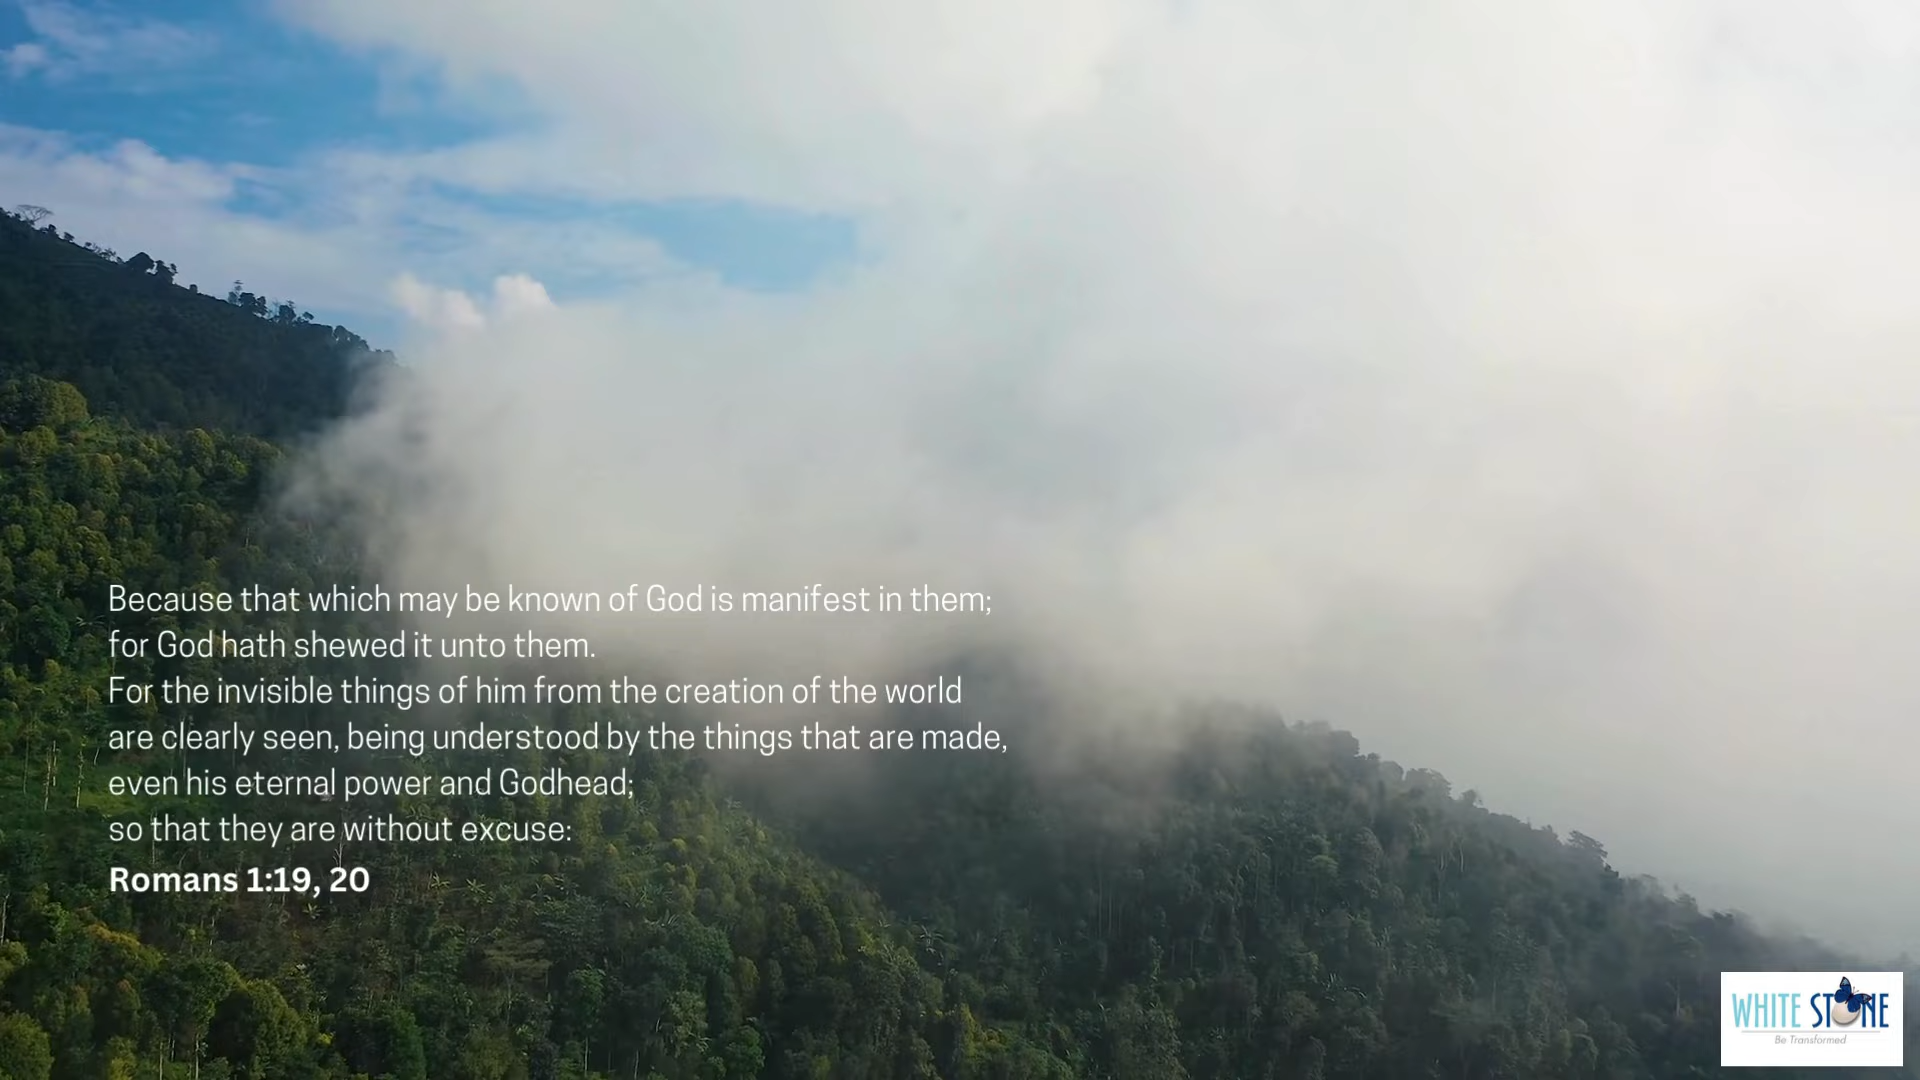 Because that which may be known of God is manifest in them;
for God hath shewed it unto them.
For the invisible things of him from the creation of the world
are clearly seen, being understood by the things that are made,
even his eternal power and Godhead;
so that they are without excuse:
Romans 1:19, 20
WHITE STONE
Be Transformed